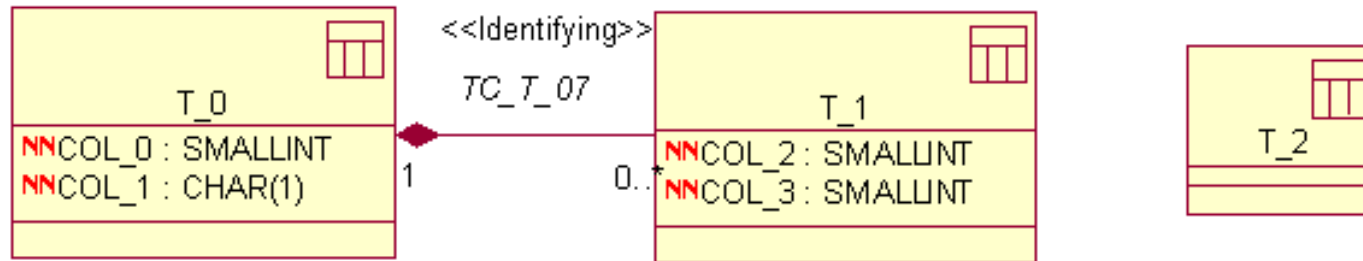 T_0
NNCOL_0 : SMALLINT
NNCOL_1 : CHAR(1)
<<Identifying>>
TC_T_07
1
0..*
T_1
NNCOL_2 : SMALLINT
NNCOL_3 : SMALLINT
T_2